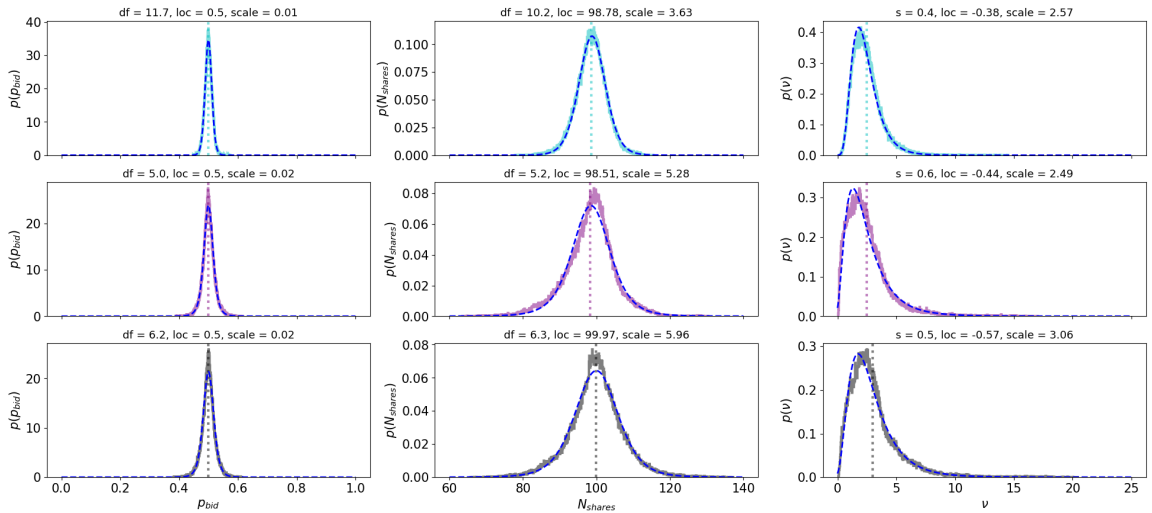 df = 11.7, loc = 0.5, scale = 0.01
df = 10.2, loc = 98.78, scale = 3.63
s = 0.4, loc = -0.38, scale = 2.57
p(p_bid)
40
30
20
10
0
p(N_shares)
0.100
0.075
0.050
0.025
0.000
p(ν)
0.4
0.3
0.2
0.1
0.0
df = 5.0, loc = 0.5, scale = 0.02
df = 5.2, loc = 98.51, scale = 5.28
s = 0.6, loc = -0.44, scale = 2.49
p(p_bid)
20
10
0
p(N_shares)
0.08
0.06
0.04
0.02
0.00
p(ν)
0.3
0.2
0.1
0.0
df = 6.2, loc = 0.5, scale = 0.02
df = 6.3, loc = 99.97, scale = 5.96
s = 0.5, loc = -0.57, scale = 3.06
p(p_bid)
20
10
0
p(N_shares)
0.08
0.06
0.04
0.02
0.00
p(ν)
0.3
0.2
0.1
0.0
0.0 0.2 0.4 0.6 0.8 1.0
60 80 100 120 140
0 5 10 15 20 25
p_bid
N_shares
ν